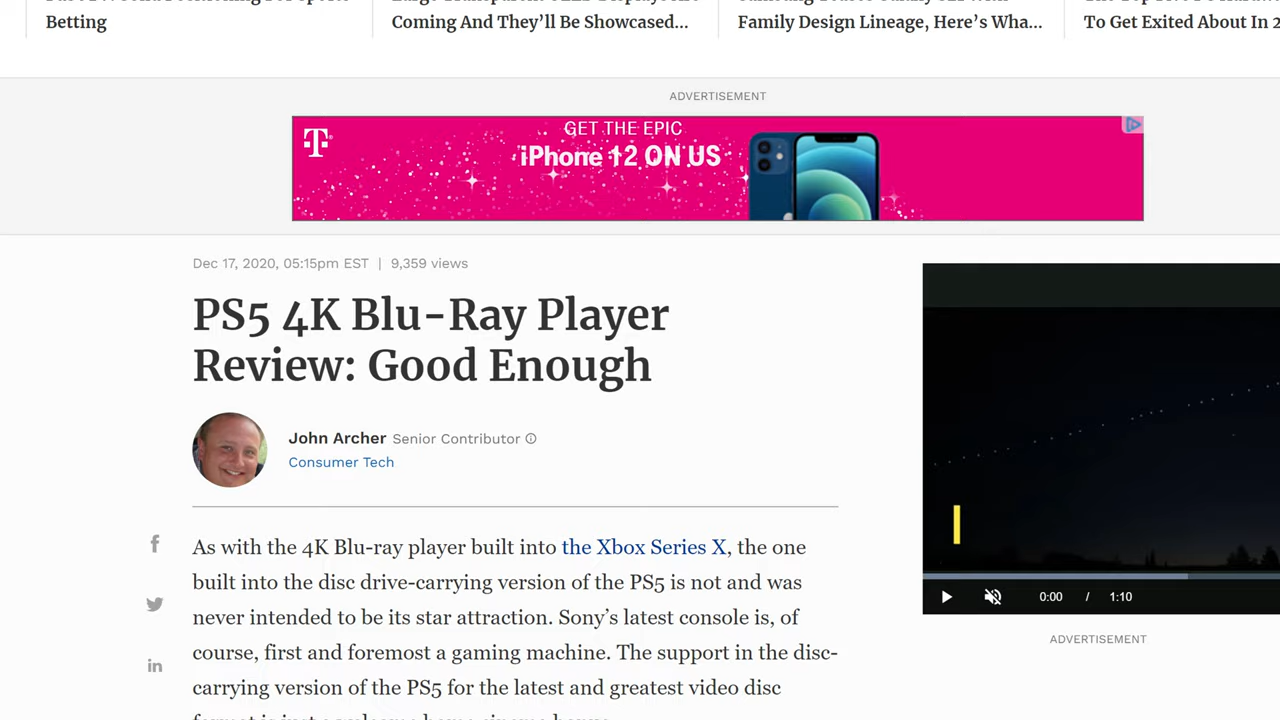 Betting
Coming And They’ll Be Showcased...
Family Design Lineage, Here’s Wha...
To Get Exited About In 2
ADVERTISEMENT
T
GET THE EPIC
iPhone 12 ON US
Dec 17, 2020, 05:15pm EST | 9,359 views
PS5 4K Blu-Ray Player
Review: Good Enough
John Archer Senior Contributor
Consumer Tech
As with the 4K Blu-ray player built into the Xbox Series X, the one
built into the disc drive-carrying version of the PS5 is not and was
never intended to be its star attraction. Sony’s latest console is, of
course, first and foremost a gaming machine. The support in the disc-
carrying version of the PS5 for the latest and greatest video disc
f
in
0:00 / 1:10
ADVERTISEMENT